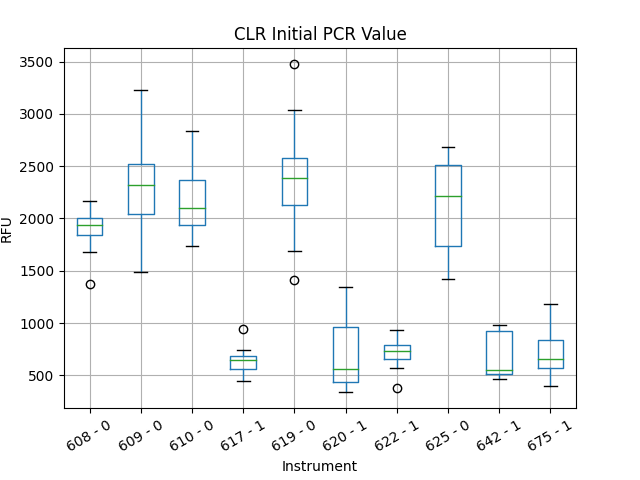 CLR Initial PCR Value
3500
3000
2500
2000
1500
1000
500
RFU
608 - 0
609 - 0
610 - 0
617 - 1
619 - 0
620 - 1
622 - 1
625 - 0
642 - 1
675 - 1
Instrument